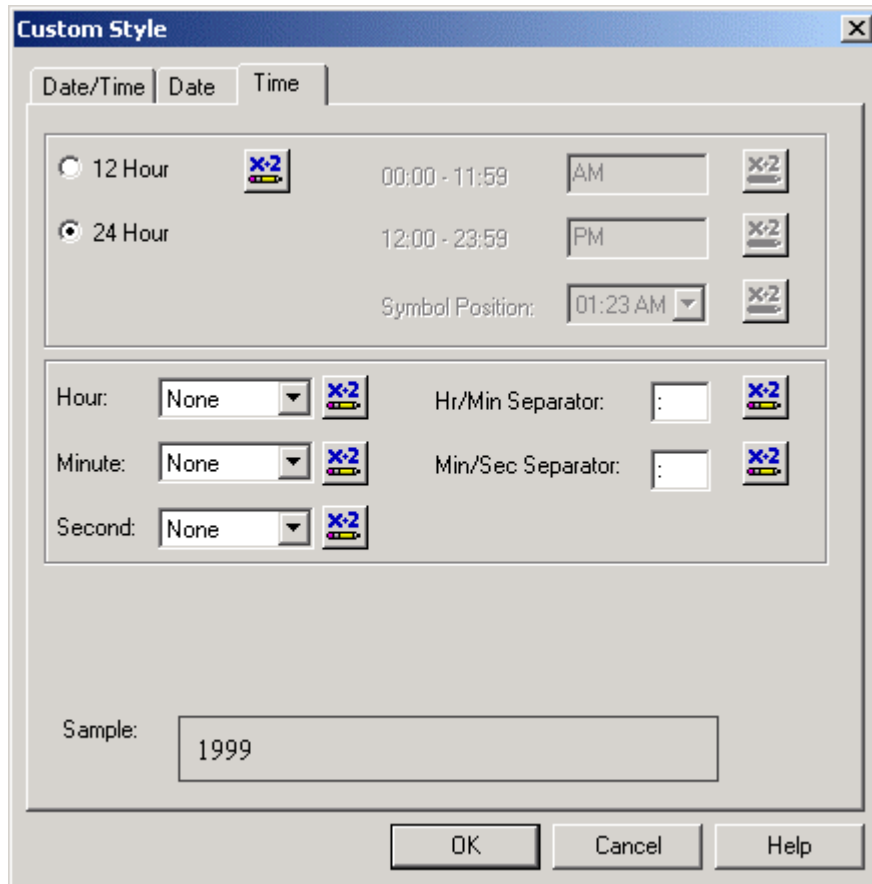 Custom Style
Date/Time Date Time
12 Hour X+2 00:00 - 11:59 AM X+2
24 Hour 12:00 - 23:59 PM X+2
Symbol Position: 01:23 AM X+2
Hour: None X+2 Hr/Min Separator: : X+2
Minute: None X+2 Min/Sec Separator: : X+2
Second: None X+2
Sample: 1999
OK Cancel Help